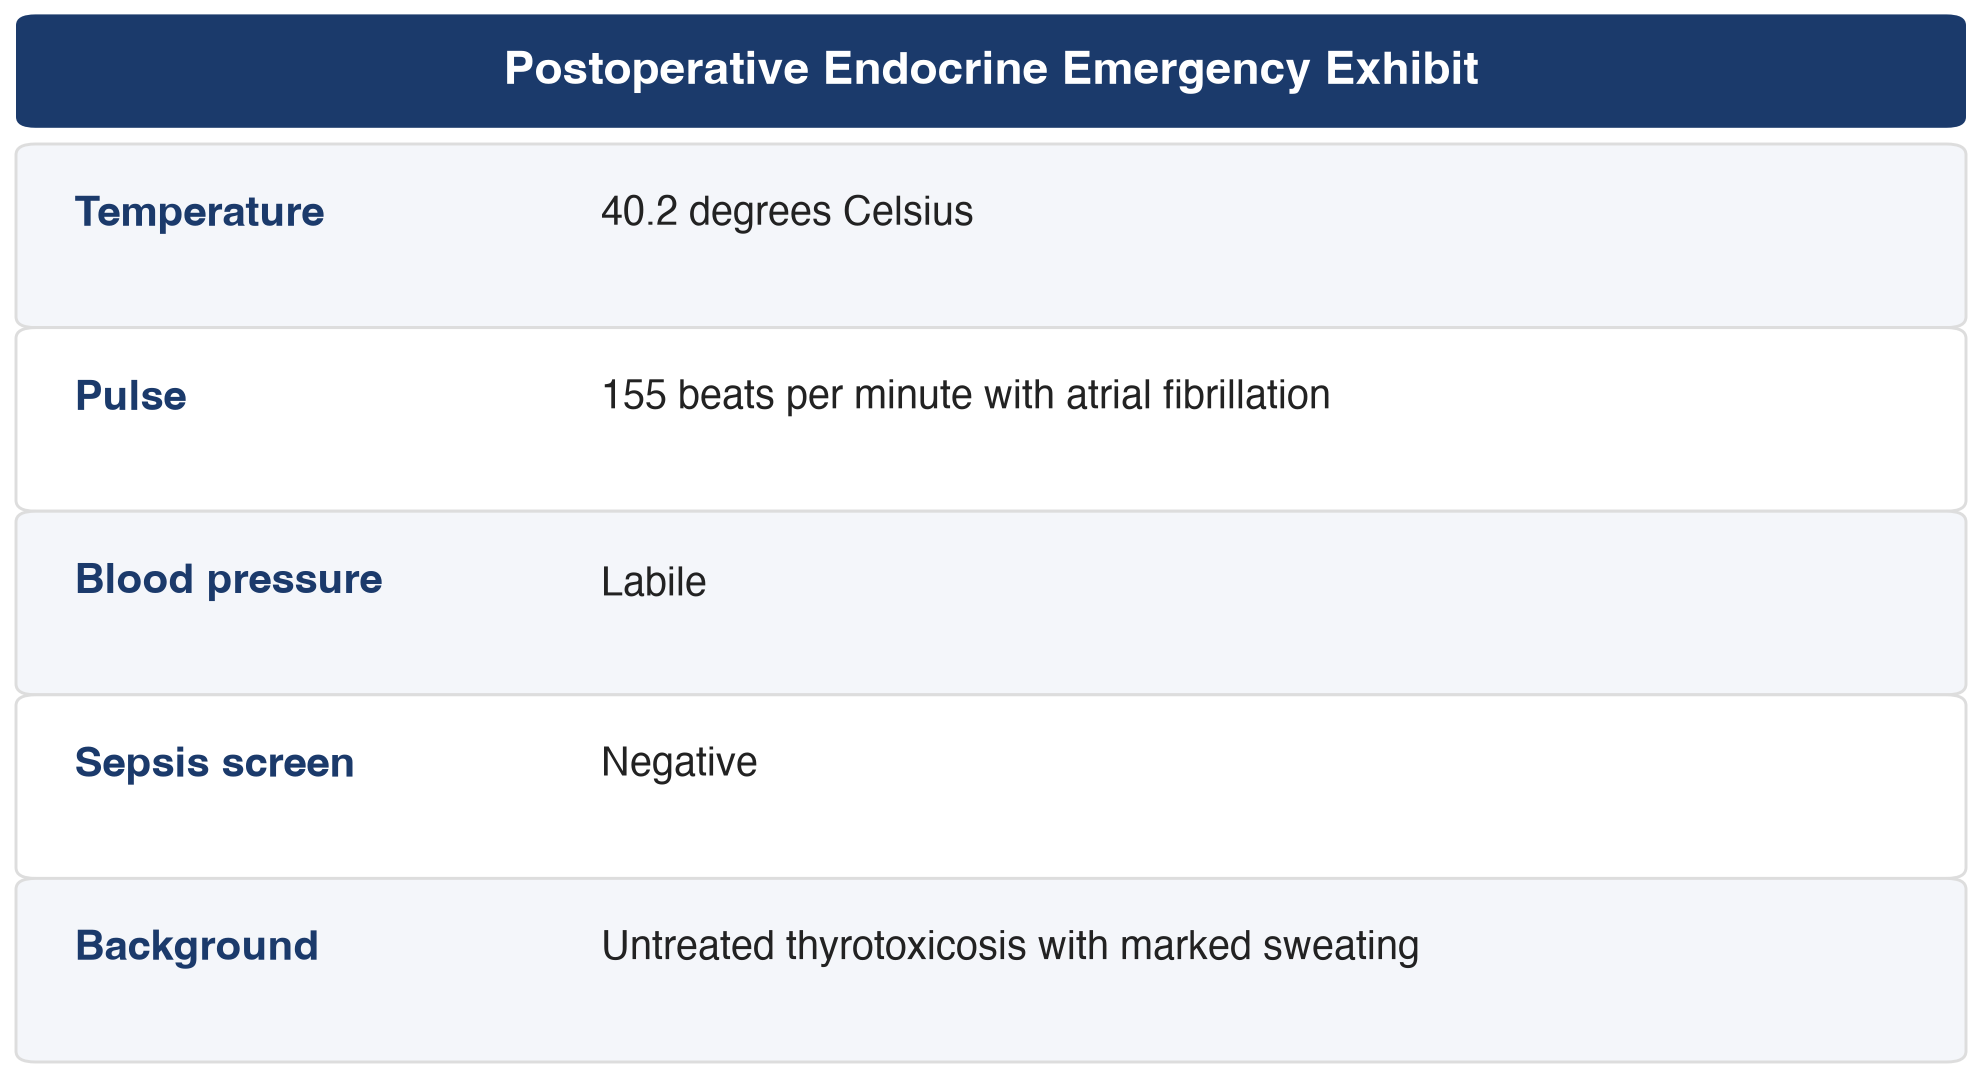 Postoperative Endocrine Emergency Exhibit
Temperature 40.2 degrees Celsius
Pulse 155 beats per minute with atrial fibrillation
Blood pressure Labile
Sepsis screen Negative
Background Untreated thyrotoxicosis with marked sweating